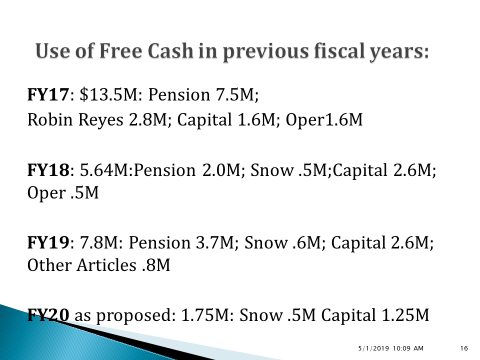 Use of Free Cash in previous fiscal years:
FY17: $13.5M: Pension 7.5M;
Robin Reyes 2.8M; Capital 1.6M; Oper1.6M
FY18: 5.64M:Pension 2.0M; Snow .5M;Capital 2.6M;
Oper .5M
FY19: 7.8M: Pension 3.7M; Snow .6M; Capital 2.6M;
Other Articles .8M
FY20 as proposed: 1.75M: Snow .5M Capital 1.25M
5/1/2019 10:09 AM 16